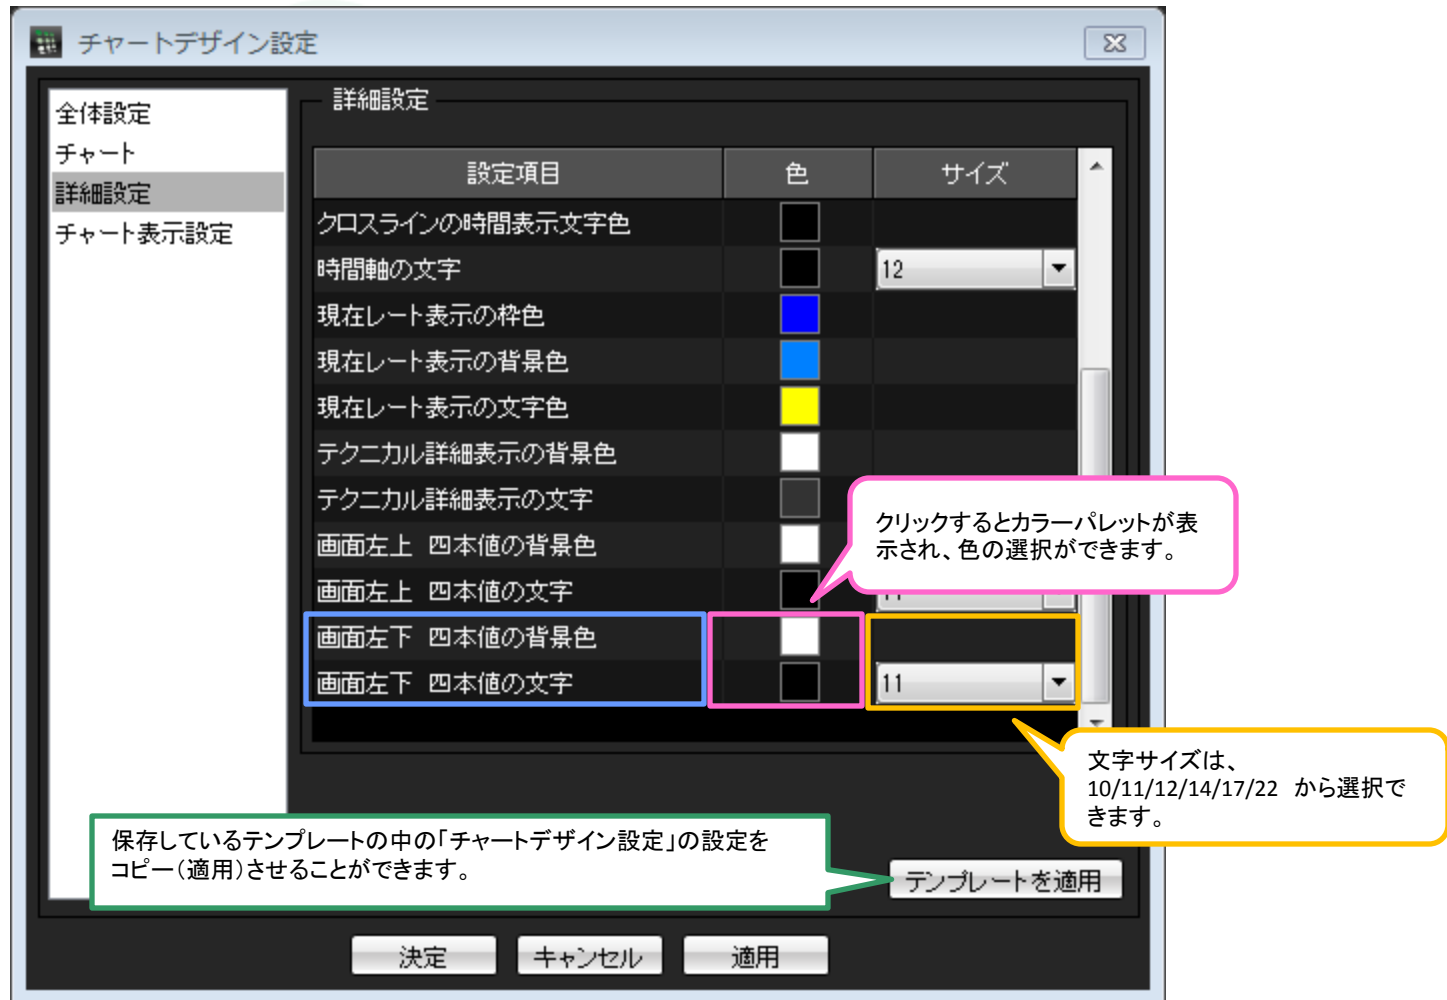 チャートデザイン設定
全体設定
チャート
詳細設定
チャート表示設定
詳細設定
設定項目 色 サイズ
クロスラインの時間表示文字色
時間軸の文字 12
現在レート表示の枠色
現在レート表示の背景色
現在レート表示の文字色
テクニカル詳細表示の背景色
テクニカル詳細表示の文字
画面左上 四本値の背景色
画面左上 四本値の文字
画面左下 四本値の背景色
画面左下 四本値の文字 11
クリックするとカラーパレットが表
示され、色の選択ができます。
文字サイズは、
10/11/12/14/17/22 から選択で
きます。
保存しているテンプレートの中の「チャートデザイン設定」の設定を
コピー(適用)させることができます。
テンプレートを適用
決定 キャンセル 適用